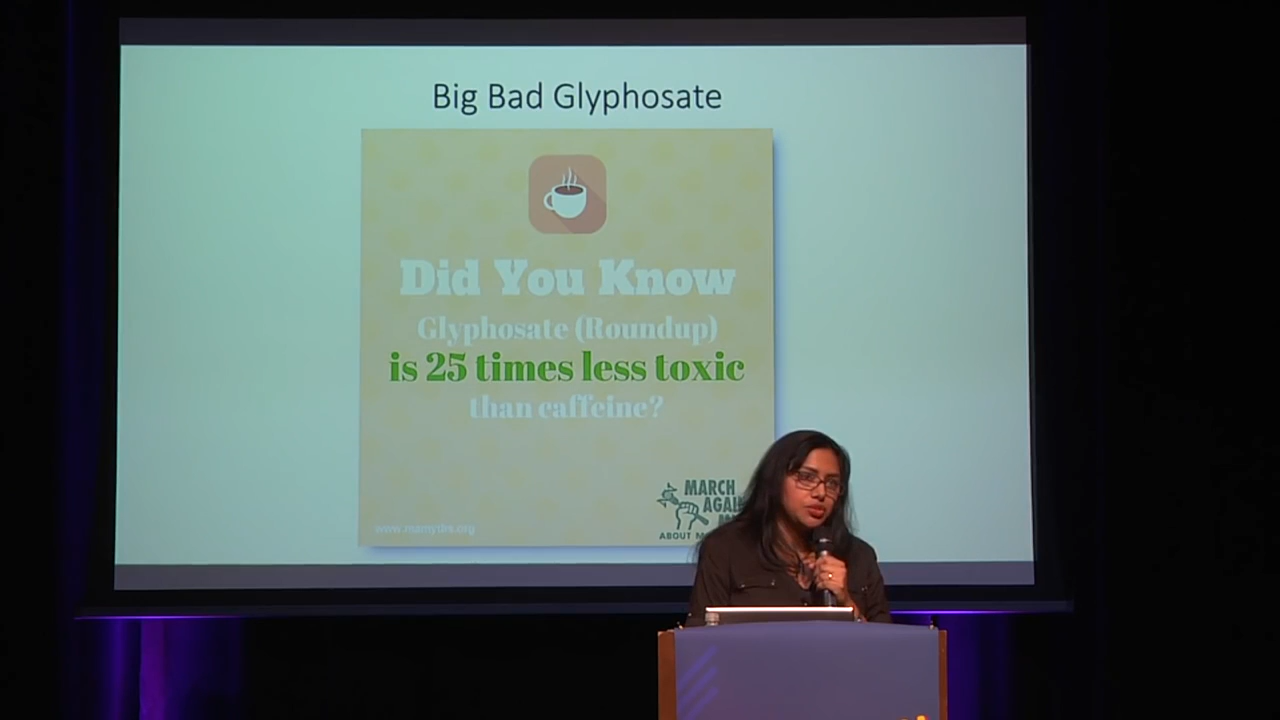 Big Bad Glyphosate
Did You Know
Glyphosate (Roundup)
is 25 times less toxic
than caffeine?
MARCH
ABOUT